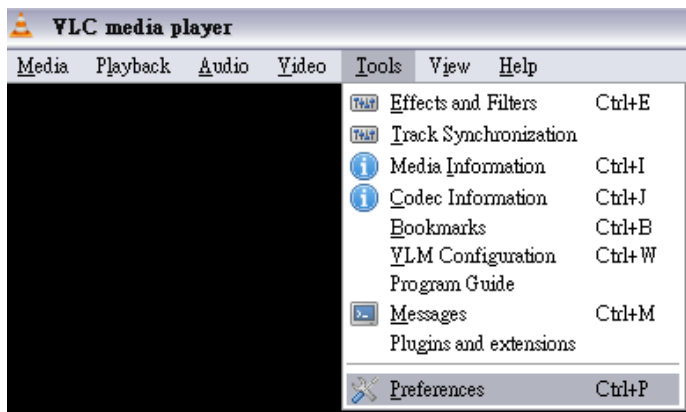 VLC media player
Media Playback Audio Video Tools View Help
Effects and Filters Ctrl+E
Track Synchronization
Media Information Ctrl+I
Codec Information Ctrl+J
Bookmarks Ctrl+B
VLM Configuration Ctrl+W
Program Guide
Messages Ctrl+M
Plugins and extensions
Preferences Ctrl+P